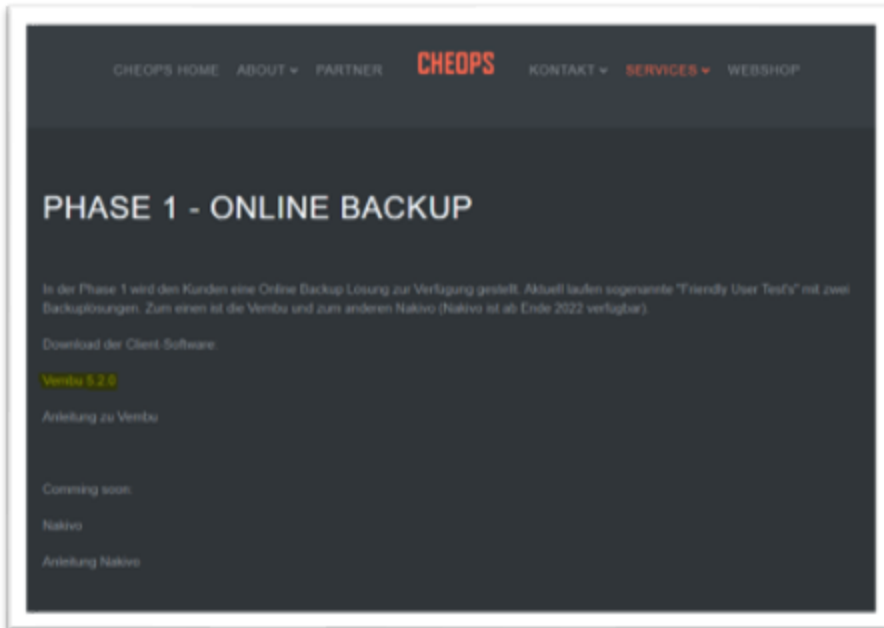 CHEOPS HOME ABOUT PARTNER CHEOPS KONTAKT SERVICES WEBSHOP
PHASE 1 - ONLINE BACKUP
In der Phase 1 wird den Kunden eine Online Backup Lösung zur Verfügung gestellt. Aktuell laufen sogenannte "Friendly User Test's" mit zwei
Backuplösungen. Zum einen ist die Vembu und zum anderen Nakivo (Nakivo ist ab Ende 2022 verfügbar).
Download der Client-Software:
Vembu 5.2.0
Anleitung zu Vembu
Comming soon:
Nakivo
Anleitung Nakivo